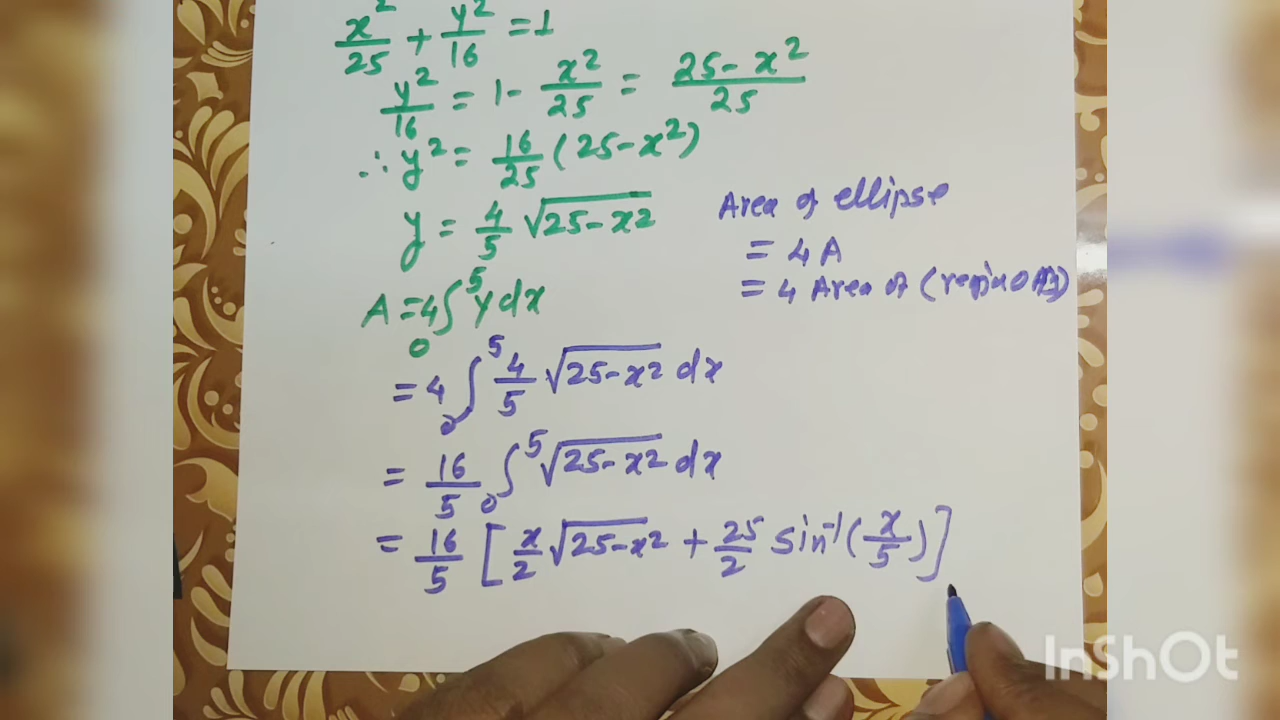 x²/25 + y²/16 = 1
y²/16 = 1 - x²/25 = 25 - x²/25
∴ y² = 16/25 (25 - x²)
y = 4/5 √25 - x²
A = 4 ∫₀⁵ y dx
= 4 ∫₀⁵ 4/5 √25 - x² dx
= 16/5 ∫₀⁵ √25 - x² dx
= 16/5 [x/2 √25 - x² + 25/2 sin⁻¹(x/5)]
Area of ellipse
= 4 A
= 4 Area of (
InShOt